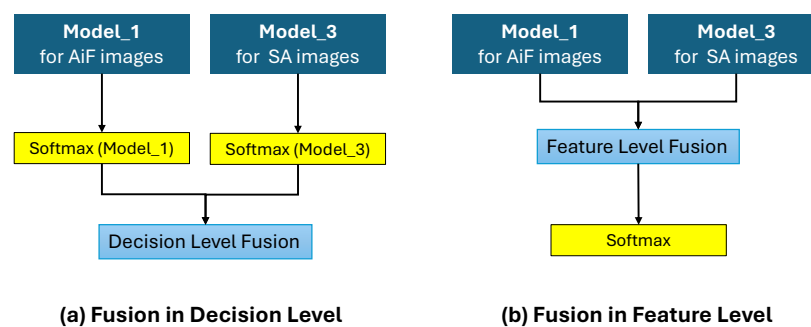 Model_1
for AiF images
Model_3
for SA images
Softmax (Model_1)
Softmax (Model_3)
Decision Level Fusion
(a) Fusion in Decision Level
Model_1
for AiF images
Model_3
for SA images
Feature Level Fusion
Softmax
(b) Fusion in Feature Level